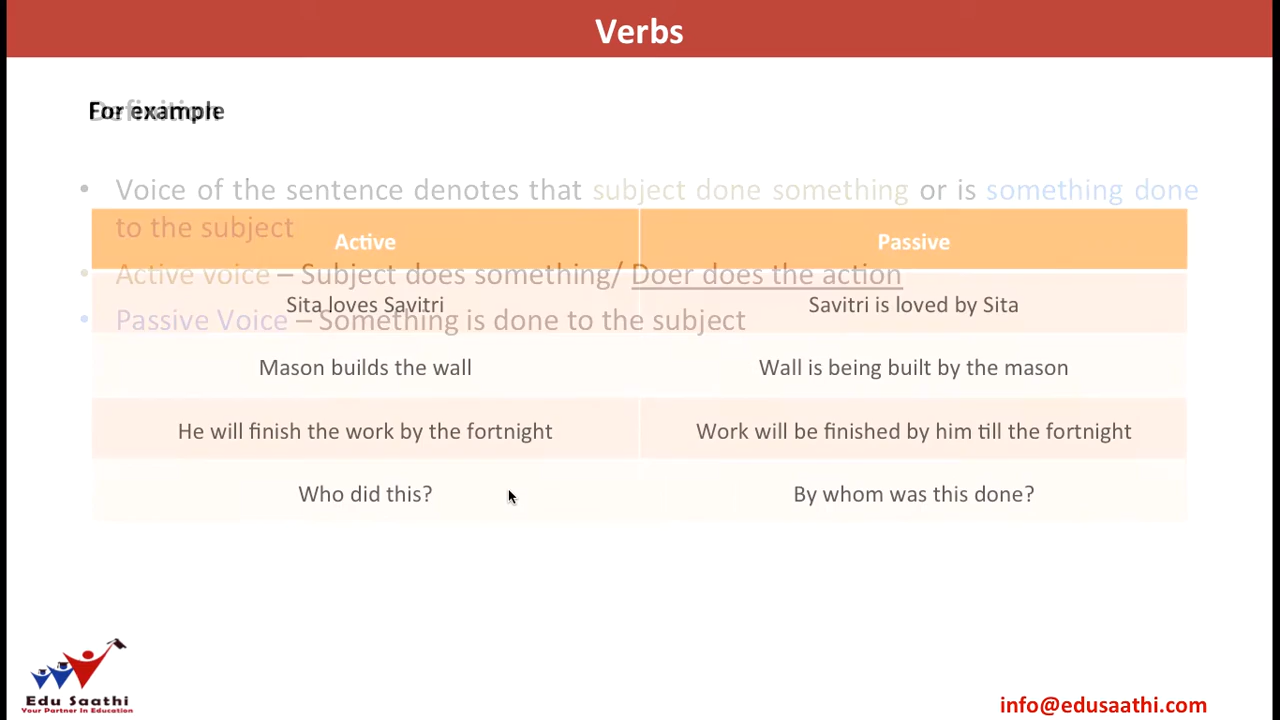 Verbs
For example
Definition
• Voice of the sentence denotes that subject done something or is something done
to the subject
Active Passive
• Active voice – Subject does something/ Doer does the action
Sita loves Savitri Savitri is loved by Sita
• Passive Voice – Something is done to the subject
Mason builds the wall Wall is being built by the mason
He will finish the work by the fortnight Work will be finished by him till the fortnight
Who did this? By whom was this done?
Edu Saathi
Your Partner In Education
info@edusaathi.com